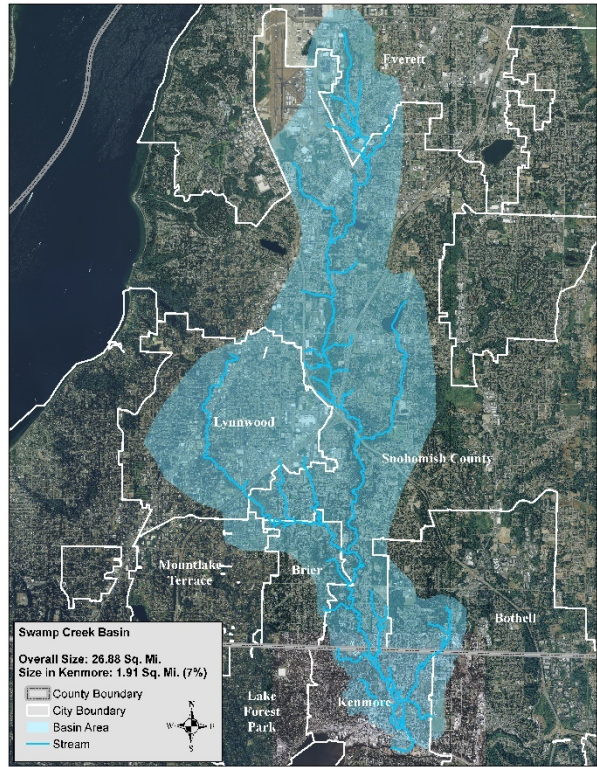 Everett
Lynnwood
Snohomish County
Mountlake
Terrace
Brier
Bothell
Swamp Creek Basin
Overall Size: 26.88 Sq. Mi.
Size in Kenmore: 1.91 Sq. Mi. (7%)
County Boundary
City Boundary
Basin Area
Stream
N
W
E
S
Lake
Forest
Park
Kenmore